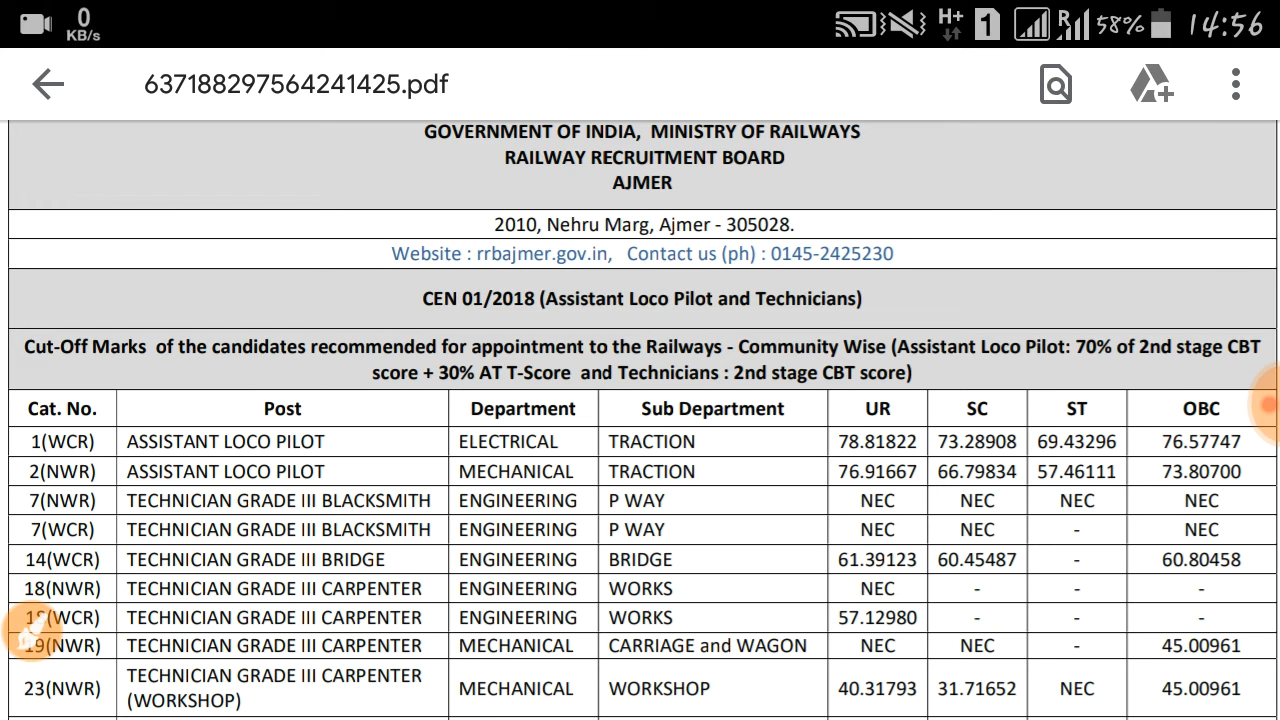 0
KB/s
H+ 1 R 58% 14:56
637188297564241425.pdf
GOVERNMENT OF INDIA, MINISTRY OF RAILWAYS
RAILWAY RECRUITMENT BOARD
AJMER
2010, Nehru Marg, Ajmer - 305028.
Website : rrbajmer.gov.in, Contact us (ph) : 0145-2425230
CEN 01/2018 (Assistant Loco Pilot and Technicians)
Cut-Off Marks of the candidates recommended for appointment to the Railways - Community Wise (Assistant Loco Pilot: 70% of 2nd stage CBT
score + 30% AT T-Score and Technicians : 2nd stage CBT score)
Cat. No. Post Department Sub Department UR SC ST OBC
1(WCR) ASSISTANT LOCO PILOT ELECTRICAL TRACTION 78.81822 73.28908 69.43296 76.57747
2(NWR) ASSISTANT LOCO PILOT MECHANICAL TRACTION 76.91667 66.79834 57.46111 73.80700
7(NWR) TECHNICIAN GRADE III BLACKSMITH ENGINEERING P WAY NEC NEC NEC NEC
7(WCR) TECHNICIAN GRADE III BLACKSMITH ENGINEERING P WAY NEC NEC - NEC
14(WCR) TECHNICIAN GRADE III BRIDGE ENGINEERING BRIDGE 61.39123 60.45487 - 60.80458
18(NWR) TECHNICIAN GRADE III CARPENTER ENGINEERING WORKS NEC - - -
18(WCR) TECHNICIAN GRADE III CARPENTER ENGINEERING WORKS 57.12980 - - -
19(NWR) TECHNICIAN GRADE III CARPENTER MECHANICAL CARRIAGE and WAGON NEC NEC - 45.00961
23(NWR) TECHNICIAN GRADE III CARPENTER
(WORKSHOP) MECHANICAL WORKSHOP 40.31793 31.71652 NEC 45.00961